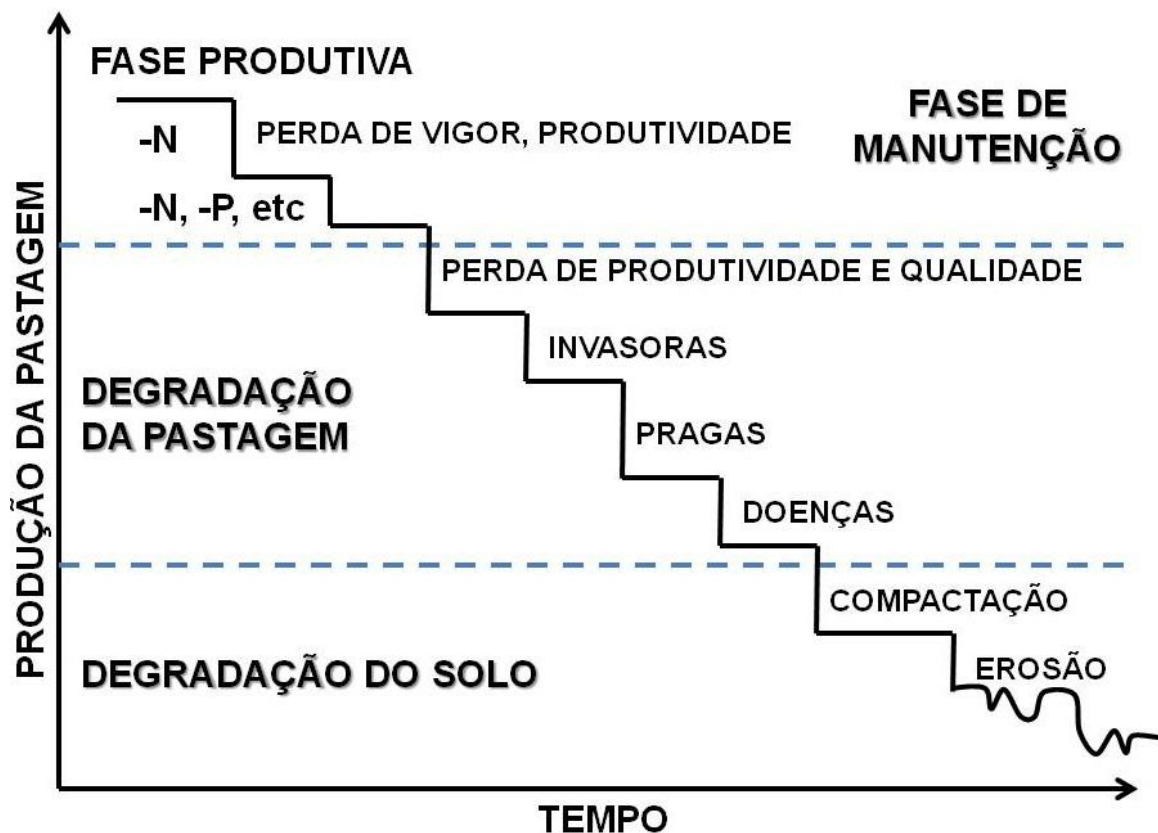 FASE PRODUTIVA
FASE DE
MANUTENÇÃO
-N
PERDA DE VIGOR, PRODUTIVIDADE
-N, -P, etc
PERDA DE PRODUTIVIDADE E QUALIDADE
INVASORAS
DEGRADAÇÃO
DA PASTAGEM
PRAGAS
DOENÇAS
COMPACTAÇÃO
DEGRADAÇÃO DO SOLO
EROSÃO
PRODUÇÃO DA PASTAGEM
TEMPO